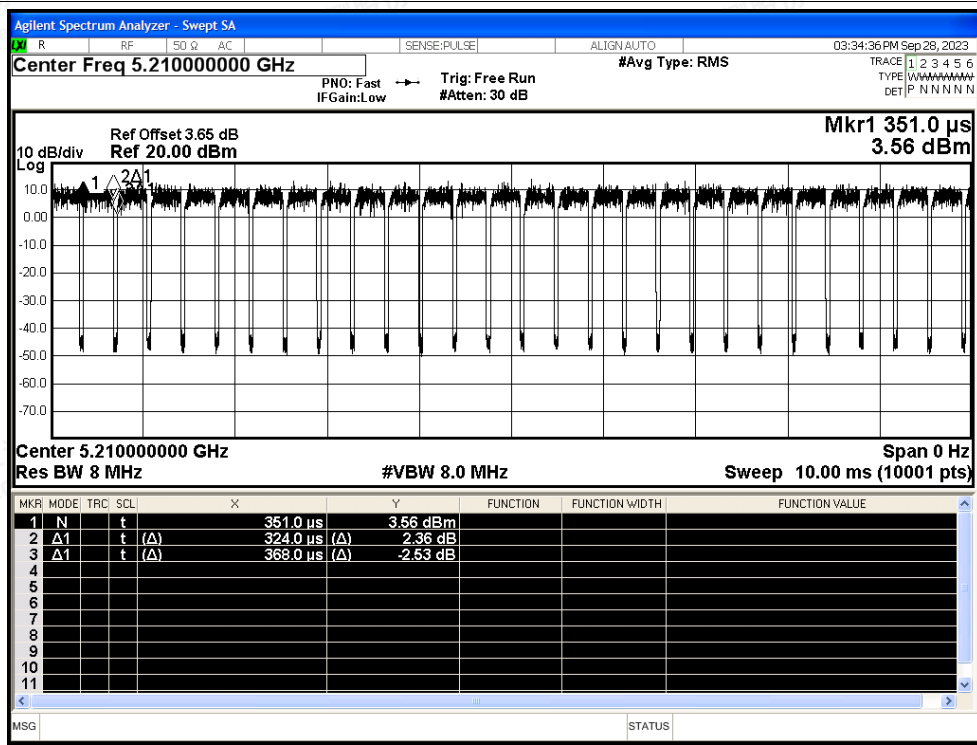 Agilent Spectrum Analyzer - Swept SA
LXI R RF 50 Ω AC SENSE:PULSE ALIGN AUTO 03:34:36 PM Sep 28, 2023
Center Freq 5.210000000 GHz
PNO: Fast
IFGain:Low
Trig: Free Run
#Atten: 30 dB
#Avg Type: RMS
TRACE 1 2 3 4 5 6
TYPE
DET P N N N N N
Mkr1 351.0 µs
3.56 dBm
Ref Offset 3.65 dB
10 dB/div Ref 20.00 dBm
Log
1 2Δ1
10.0
0.00
-10.0
-20.0
-30.0
-40.0
-50.0
-60.0
-70.0
Center 5.210000000 GHz Span 0 Hz
Res BW 8 MHz #VBW 8.0 MHz Sweep 10.00 ms (10001 pts)
MKR MODE TRC SCL X Y FUNCTION FUNCTION WIDTH FUNCTION VALUE
1 N t 351.0 µs 3.56 dBm
2 Δ1 t (Δ) 324.0 µs (Δ) 2.36 dB
3 Δ1 t (Δ) 368.0 µs (Δ) -2.53 dB
4
5
6
7
8
9
10
11
MSG STATUS